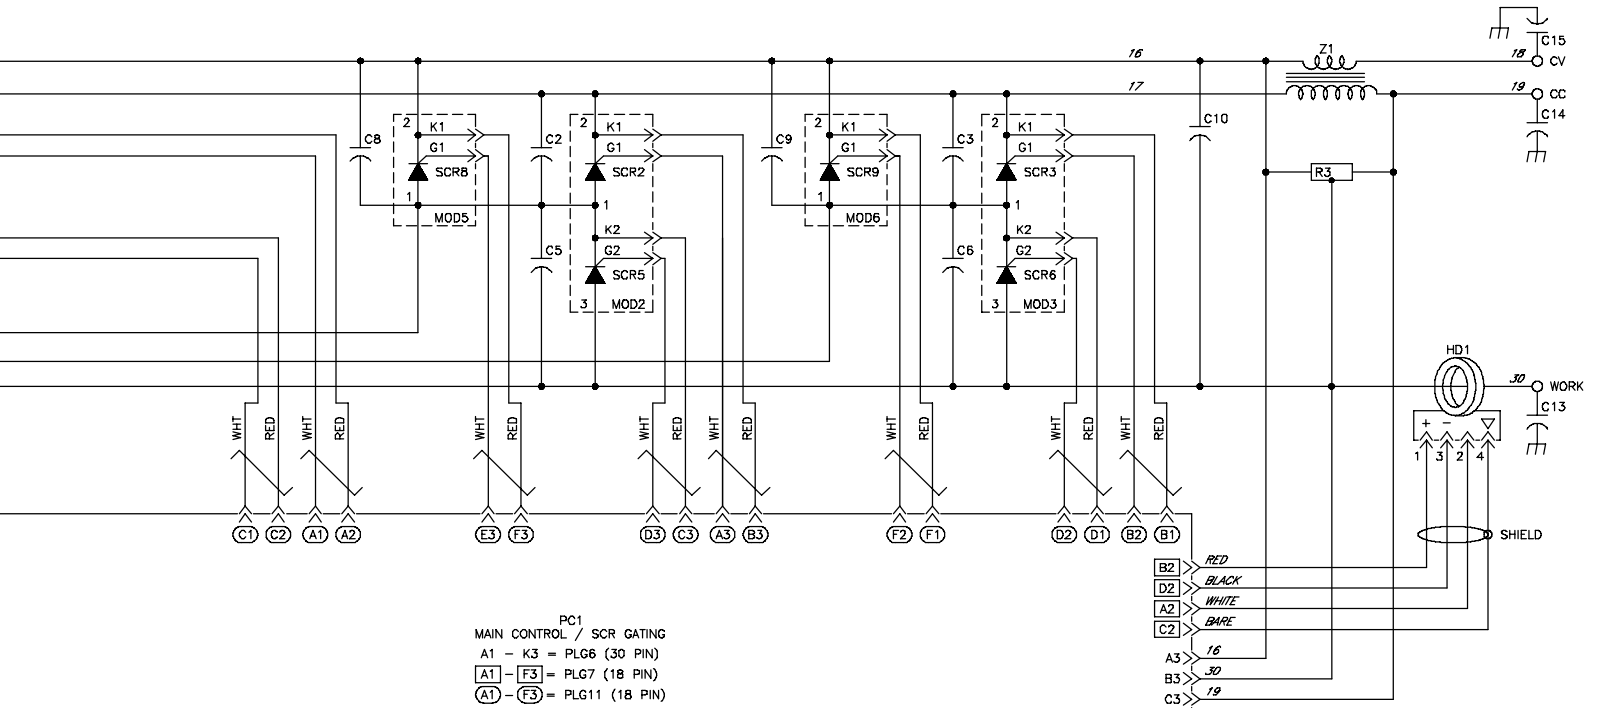 C15
Z1
16 18 CV
17 19 CC
C14
2 2 2 2
C8 K1 C2 K1 C9 K1 C3 K1 C10
G1 G1 G1 G1
SCR8 SCR2 SCR9 SCR3 R3
1 1 1 1
MOD5 MOD6
K2 K2
C5 G2 C6 G2
SCR5 SCR6
3 MOD2 3 MOD3
HD1
30 WORK
C13
WHT RED WHT RED WHT RED WHT RED WHT RED WHT RED WHT RED WHT RED
+ -
1 3 2 4
C1 C2 A1 A2 E3 F3 D3 C3 A3 B3 F2 F1 D2 D1 B2 B1 SHIELD
B2 RED
D2 BLACK
A2 WHITE
C2 BARE
PC1
MAIN CONTROL / SCR GATING
A1 - K3 = PLG6 (30 PIN)
A1 - F3 = PLG7 (18 PIN)
A1 - F3 = PLG11 (18 PIN)
A3 16
B3 30
C3 19